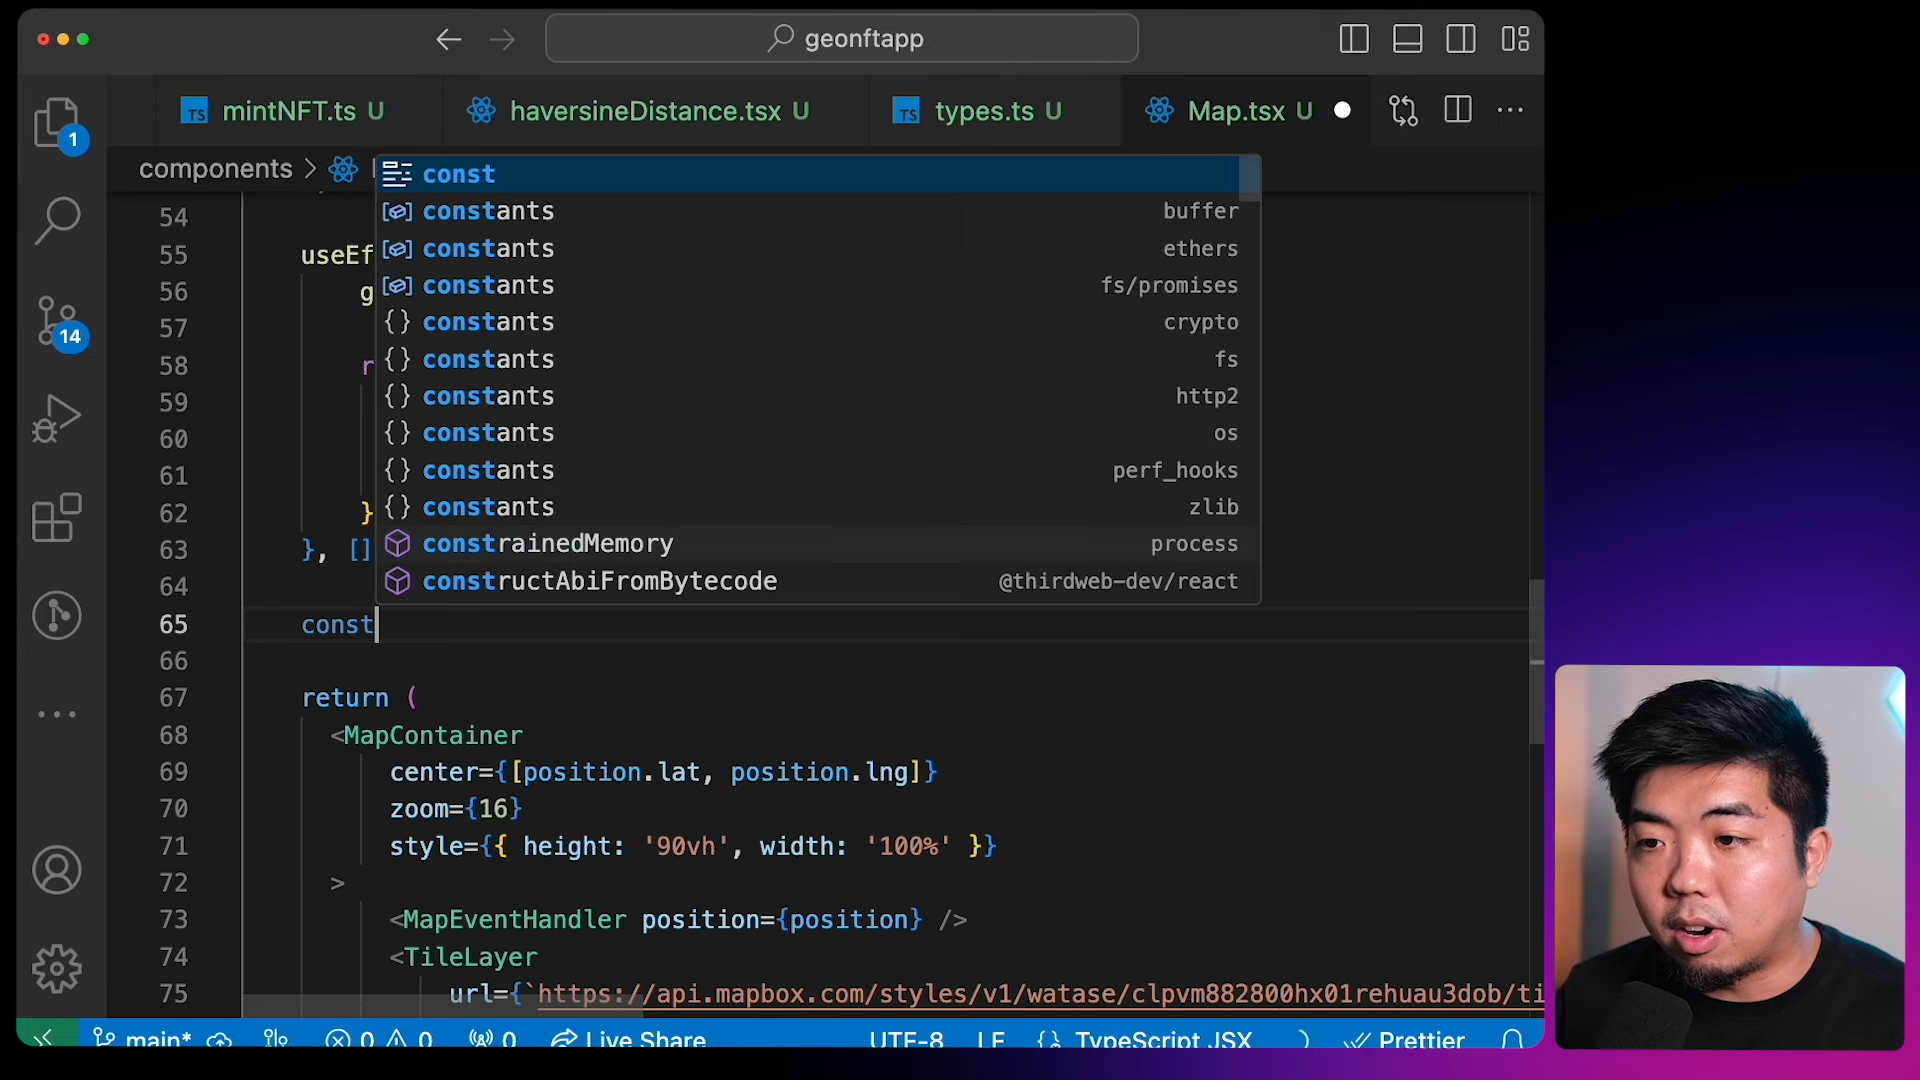 geonftapp
mintNFT.ts U
haversineDistance.tsx U
types.ts U
Map.tsx U
components >
1
14
const
constants buffer
constants ethers
constants fs/promises
constants crypto
constants fs
constants http2
constants os
constants perf_hooks
constants zlib
constrainedMemory process
constructAbiFromBytecode @thirdweb-dev/react
54
55 useEf
56 g
57
58 r
59
60
61
62 }
63 }, []
64
65 const
66
67 return (
68 <MapContainer
69 center={[position.lat, position.lng]}
70 zoom={16}
71 style={{ height: '90vh', width: '100%' }}
72 >
73 <MapEventHandler position={position} />
74 <TileLayer
75 url={`https://api.mapbox.com/styles/v1/watase/clpvm882800hx01rehuau3dob/ti
main* 0 0 0 Live Share UTF-8 LF {} TypeScript JSX Prettier